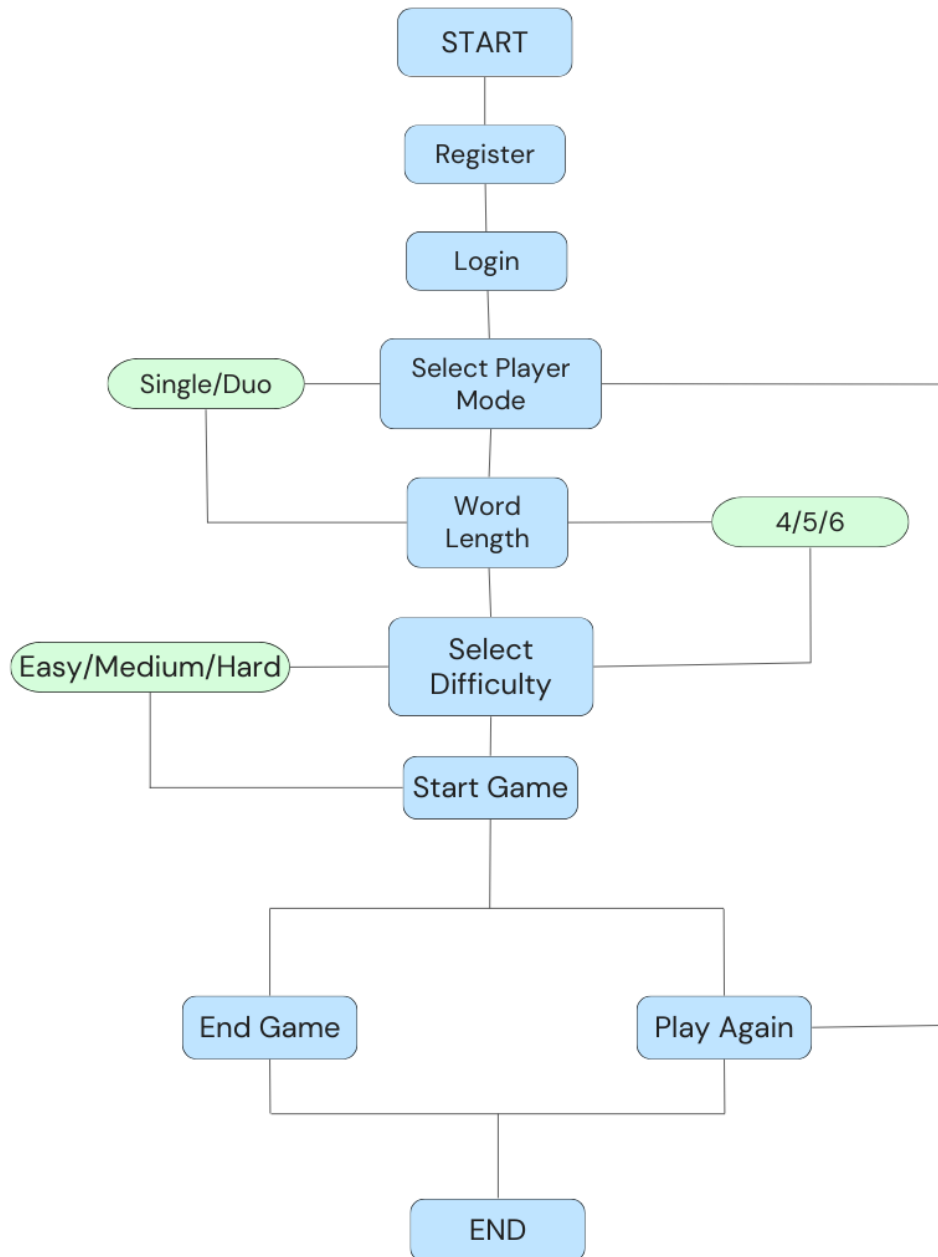 START
Register
Login
Single/Duo
Select Player
Mode
Word
Length
4/5/6
Easy/Medium/Hard
Select
Difficulty
Start Game
End Game
Play Again
END